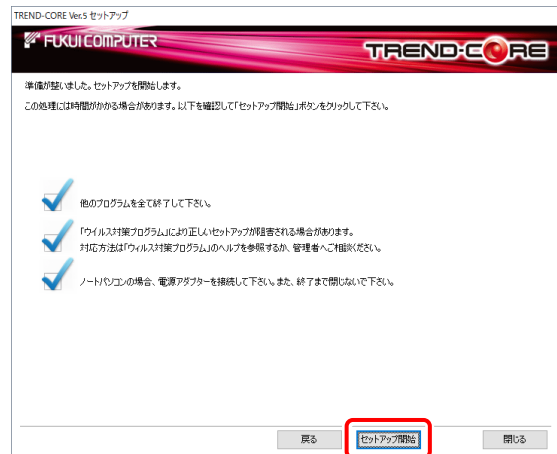 TREND-CORE Ver.5 セットアップ
FUKUI COMPUTER
TREND-CORE
準備が整いました。セットアップを開始します。
この処理には時間がかかる場合があります。以下を確認して「セットアップ開始」ボタンをクリックして下さい。
他のプログラムを全て終了して下さい。
「ウイルス対策プログラム」により正しいセットアップが阻害される場合があります。
対応方法は「ウィルス対策プログラム」のヘルプを参照するか、管理者へご相談ください。
ノートパソコンの場合、電源アダプターを接続して下さい。また、終了まで閉じないで下さい。
戻る
セットアップ開始
閉じる